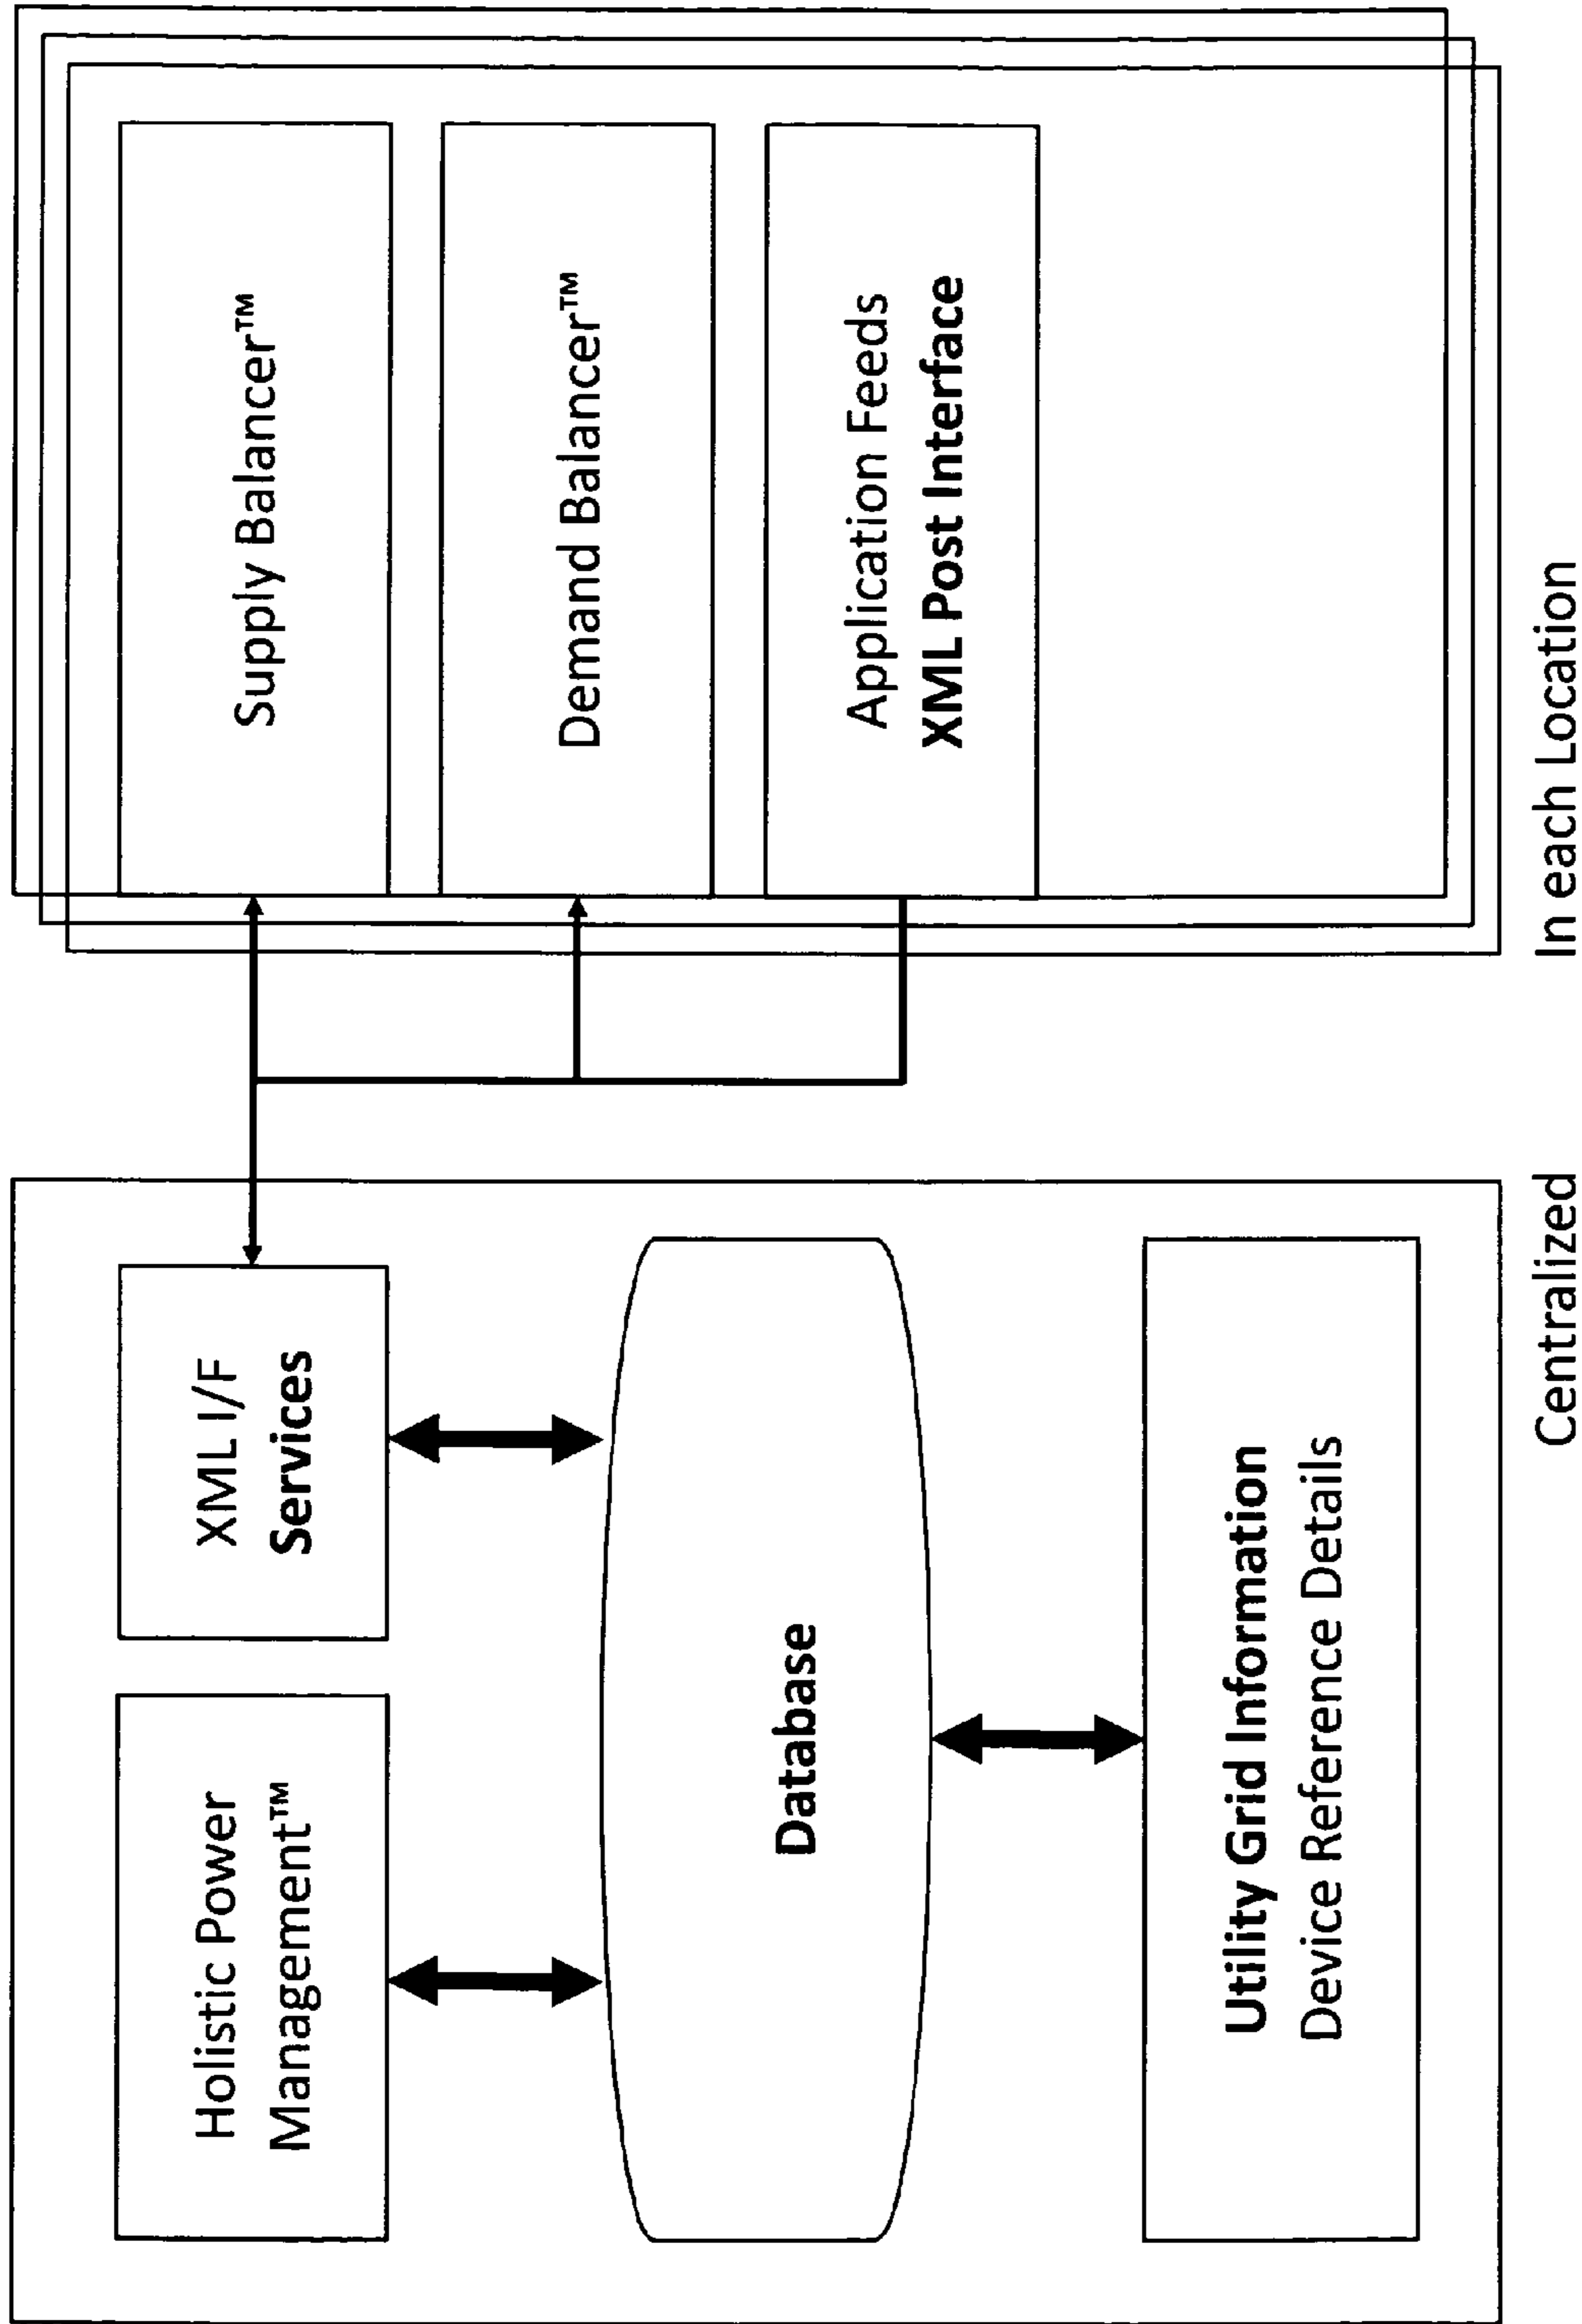 Holistic Power
Management™
XML I/F
Services
Database
Utility Grid Information
Device Reference Details
Centralized
Supply Balancer™
Demand Balancer™
Application Feeds
XML Post Interface
In each Location